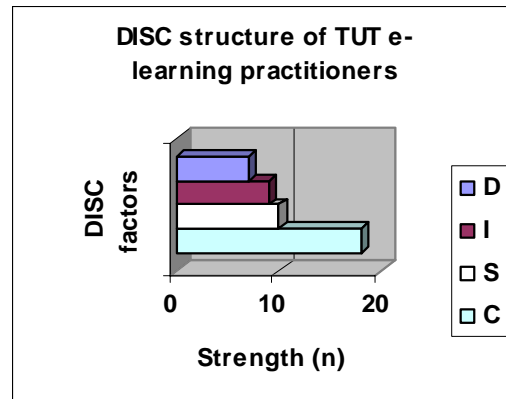 DISC structure of TUT e-
learning practitioners
DISC
factors
0 10 20
Strength (n)
D
I
S
C